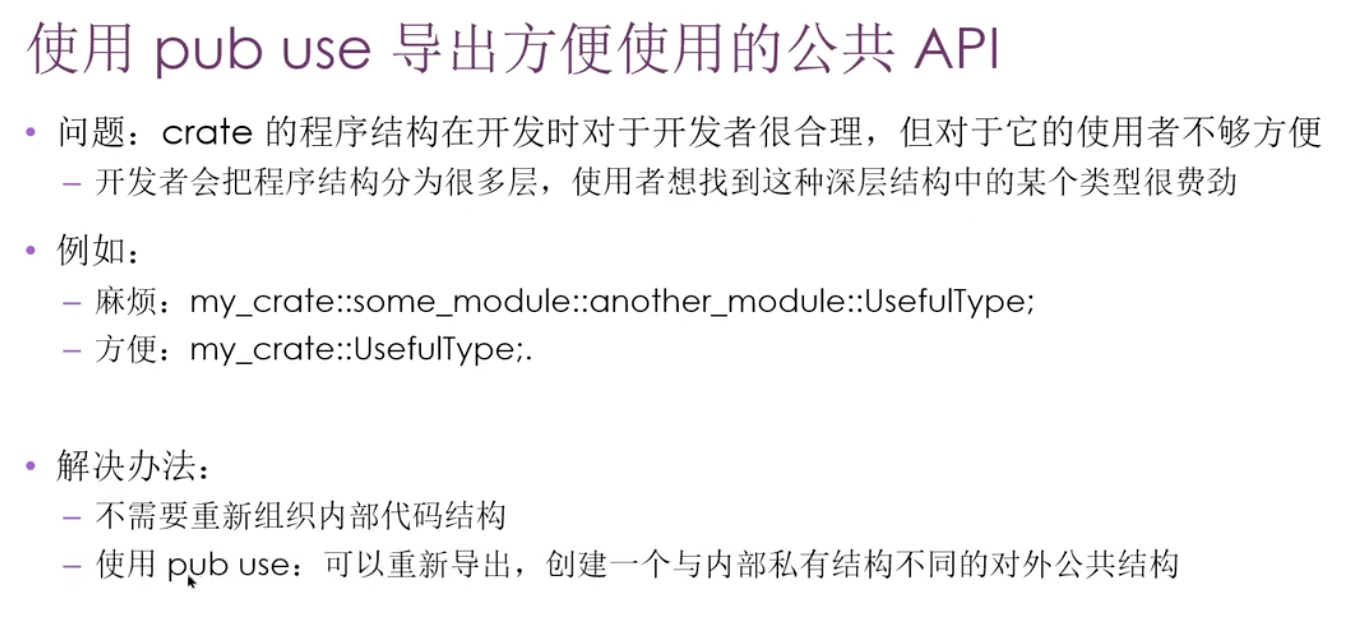 使用 pub use 导出方便使用的公共 API
• 问题：crate 的程序结构在开发时对于开发者很合理，但对于它的使用者不够方便
– 开发者会把程序结构分为很多层，使用者想找到这种深层结构中的某个类型很费劲
• 例如：
– 麻烦：my_crate::some_module::another_module::UsefulType;
– 方便：my_crate::UsefulType;.
• 解决办法：
– 不需要重新组织内部代码结构
– 使用 pub use：可以重新导出，创建一个与内部私有结构不同的对外公共结构